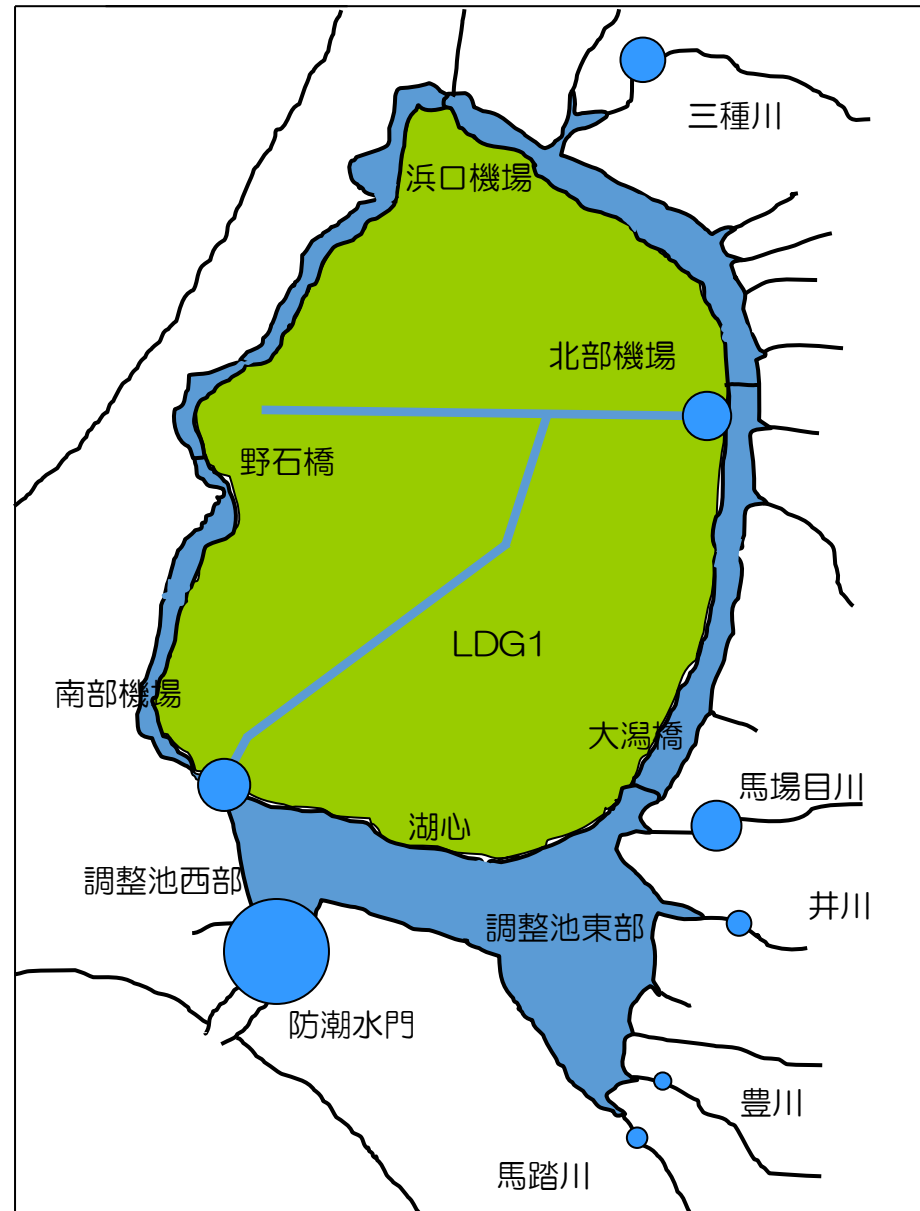 三種川
浜口機場
北部機場
野石橋
LDG1
南部機場
大潟橋
馬場目川
湖心
調整池西部
井川
調整池東部
防潮水門
豊川
馬踏川